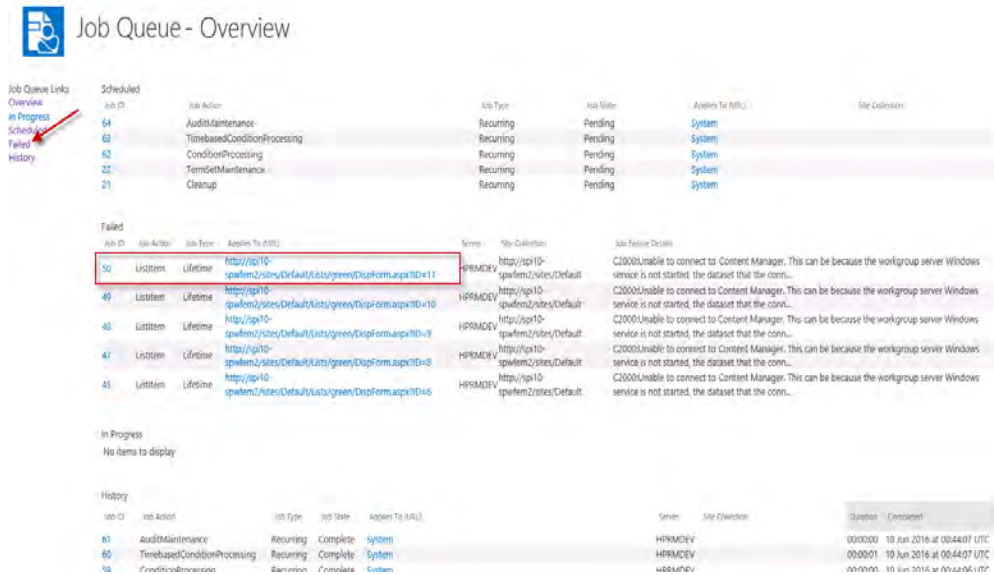 Job Queue - Overview
Job Queue Links
Overview
In Progress
Scheduled
Failed
History
Scheduled
Job ID Job Action Job Type Job State Applies To (URL) Site Collection
64 AuditMaintenance Recurring Pending System
63 TimebasedConditionProcessing Recurring Pending System
62 ConditionProcessing Recurring Pending System
22 TermSetMaintenance Recurring Pending System
21 Cleanup Recurring Pending System
Failed
Job ID Job Action Job Type Applies To (URL) Server Site Collection Job Failure Details
50 ListItem Lifetime http://spi10-spwfem2/sites/Default/Lists/green/DispForm.aspx?ID=11 HPRMDEV http://spi10-spwfem2/sites/Default C2000:Unable to connect to Content Manager. This can be because the workgroup server Windows service is not started, the dataset that the conn...
49 ListItem Lifetime http://spi10-spwfem2/sites/Default/Lists/green/DispForm.aspx?ID=10 HPRMDEV http://spi10-spwfem2/sites/Default C2000:Unable to connect to Content Manager. This can be because the workgroup server Windows service is not started, the dataset that the conn...
48 ListItem Lifetime http://spi10-spwfem2/sites/Default/Lists/green/DispForm.aspx?ID=9 HPRMDEV http://spi10-spwfem2/sites/Default C2000:Unable to connect to Content Manager. This can be because the workgroup server Windows service is not started, the dataset that the conn...
47 ListItem Lifetime http://spi10-spwfem2/sites/Default/Lists/green/DispForm.aspx?ID=8 HPRMDEV http://spi10-spwfem2/sites/Default C2000:Unable to connect to Content Manager. This can be because the workgroup server Windows service is not started, the dataset that the conn...
ListItem Lifetime http://spi10-spwfem2/sites/Default/Lists/green/DispForm.aspx?ID=6 HPRMDEV http://spi10-spwfem2/sites/Default C2000:Unable to connect to Content Manager. This can be because the workgroup server Windows service is not started, the dataset that the conn...
In Progress
No items to display
History
Job ID Job Action Job Type Job State Applies To (URL) Server Site Collection Duration Completed
61 AuditMaintenance Recurring Complete System HPRMDEV 00:00:00 10 Jun 2016 at 00:44:07 UTC
60 TimebasedConditionProcessing Recurring Complete System HPRMDEV 00:00:01 10 Jun 2016 at 00:44:07 UTC
59 ConditionProcessing Recurring Complete System HPRMDEV 00:00:00 10 Jun 2016 at 00:44:06 UTC